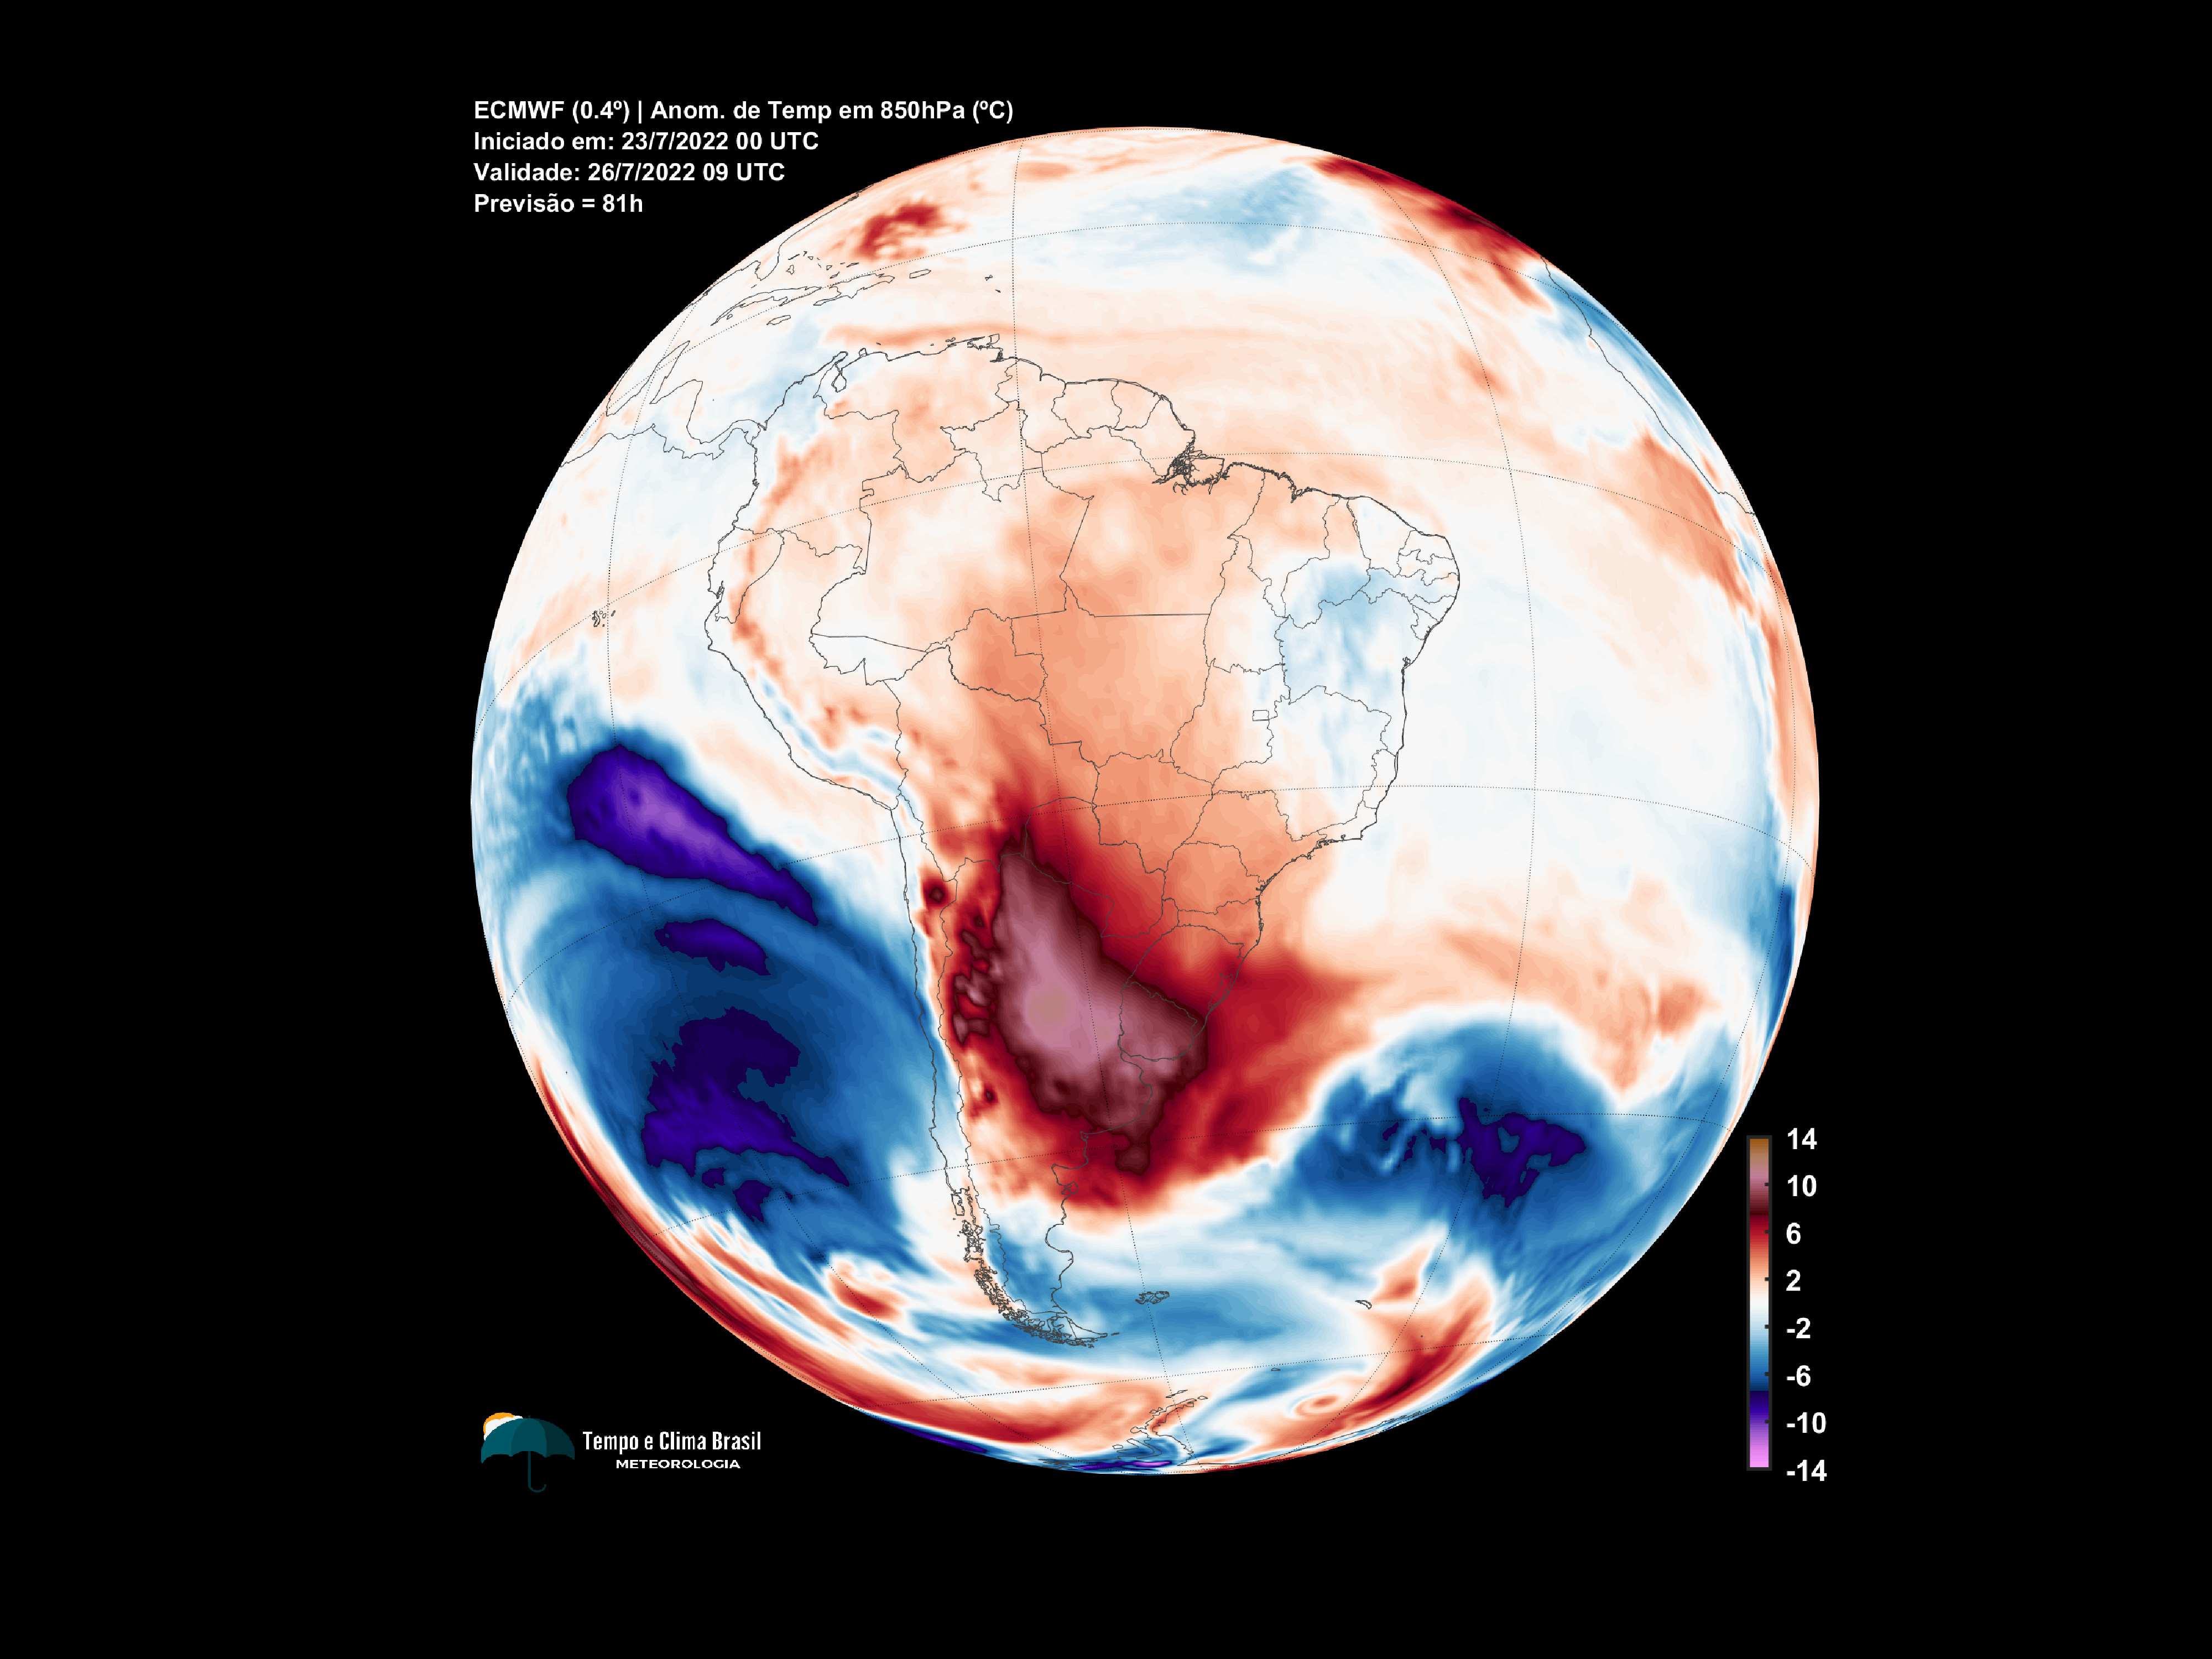 ECMWF (0.4º) | Anom. de Temp em 850hPa (ºC)
Iniciado em: 23/7/2022 00 UTC
Validade: 26/7/2022 09 UTC
Previsão = 81h
14
10
6
2
-2
-6
-10
-14
Tempo e Clima Brasil
METEOROLOGIA